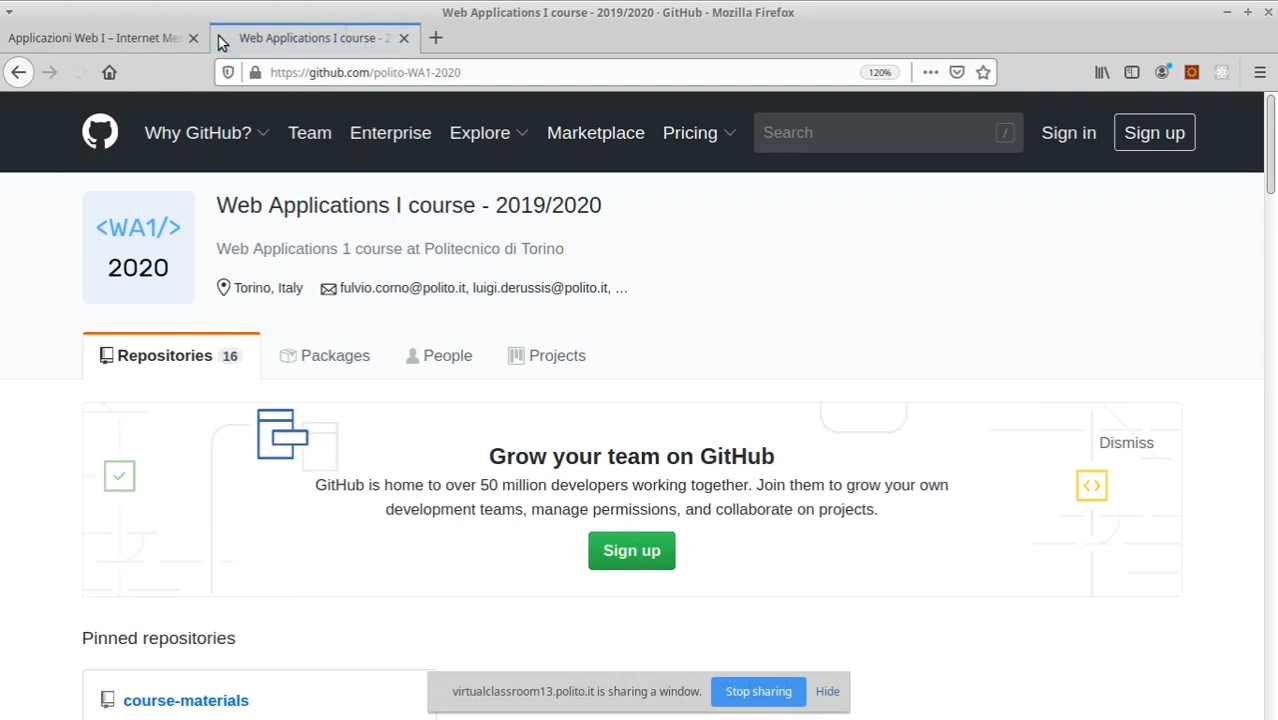 Web Applications I course - 2019/2020 · GitHub - Mozilla Firefox
Applicazioni Web I – Internet Me
Web Applications I course - 2
https://github.com/polito-WA1-2020
120%
Why GitHub?
Team
Enterprise
Explore
Marketplace
Pricing
Search
/
Sign in
Sign up
<WA1/>
2020
Web Applications I course - 2019/2020
Web Applications 1 course at Politecnico di Torino
Torino, Italy
fulvio.corno@polito.it, luigi.derussis@polito.it, …
Repositories 16
Packages
People
Projects
Grow your team on GitHub
Dismiss
GitHub is home to over 50 million developers working together. Join them to grow your own
development teams, manage permissions, and collaborate on projects.
Sign up
Pinned repositories
course-materials
virtualclassroom13.polito.it is sharing a window.
Stop sharing
Hide